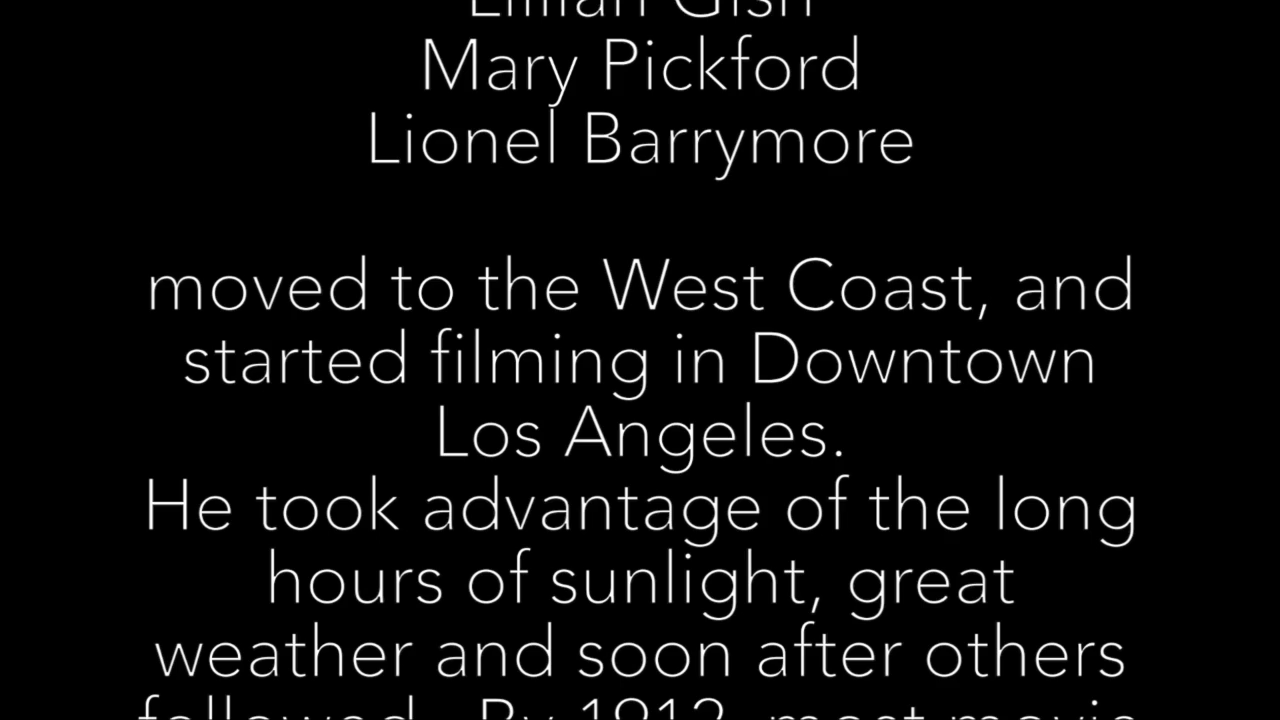 Lillian Gish
Mary Pickford
Lionel Barrymore
moved to the West Coast, and
started filming in Downtown
Los Angeles.
He took advantage of the long
hours of sunlight, great
weather and soon after others
followed. By 1912, most movie